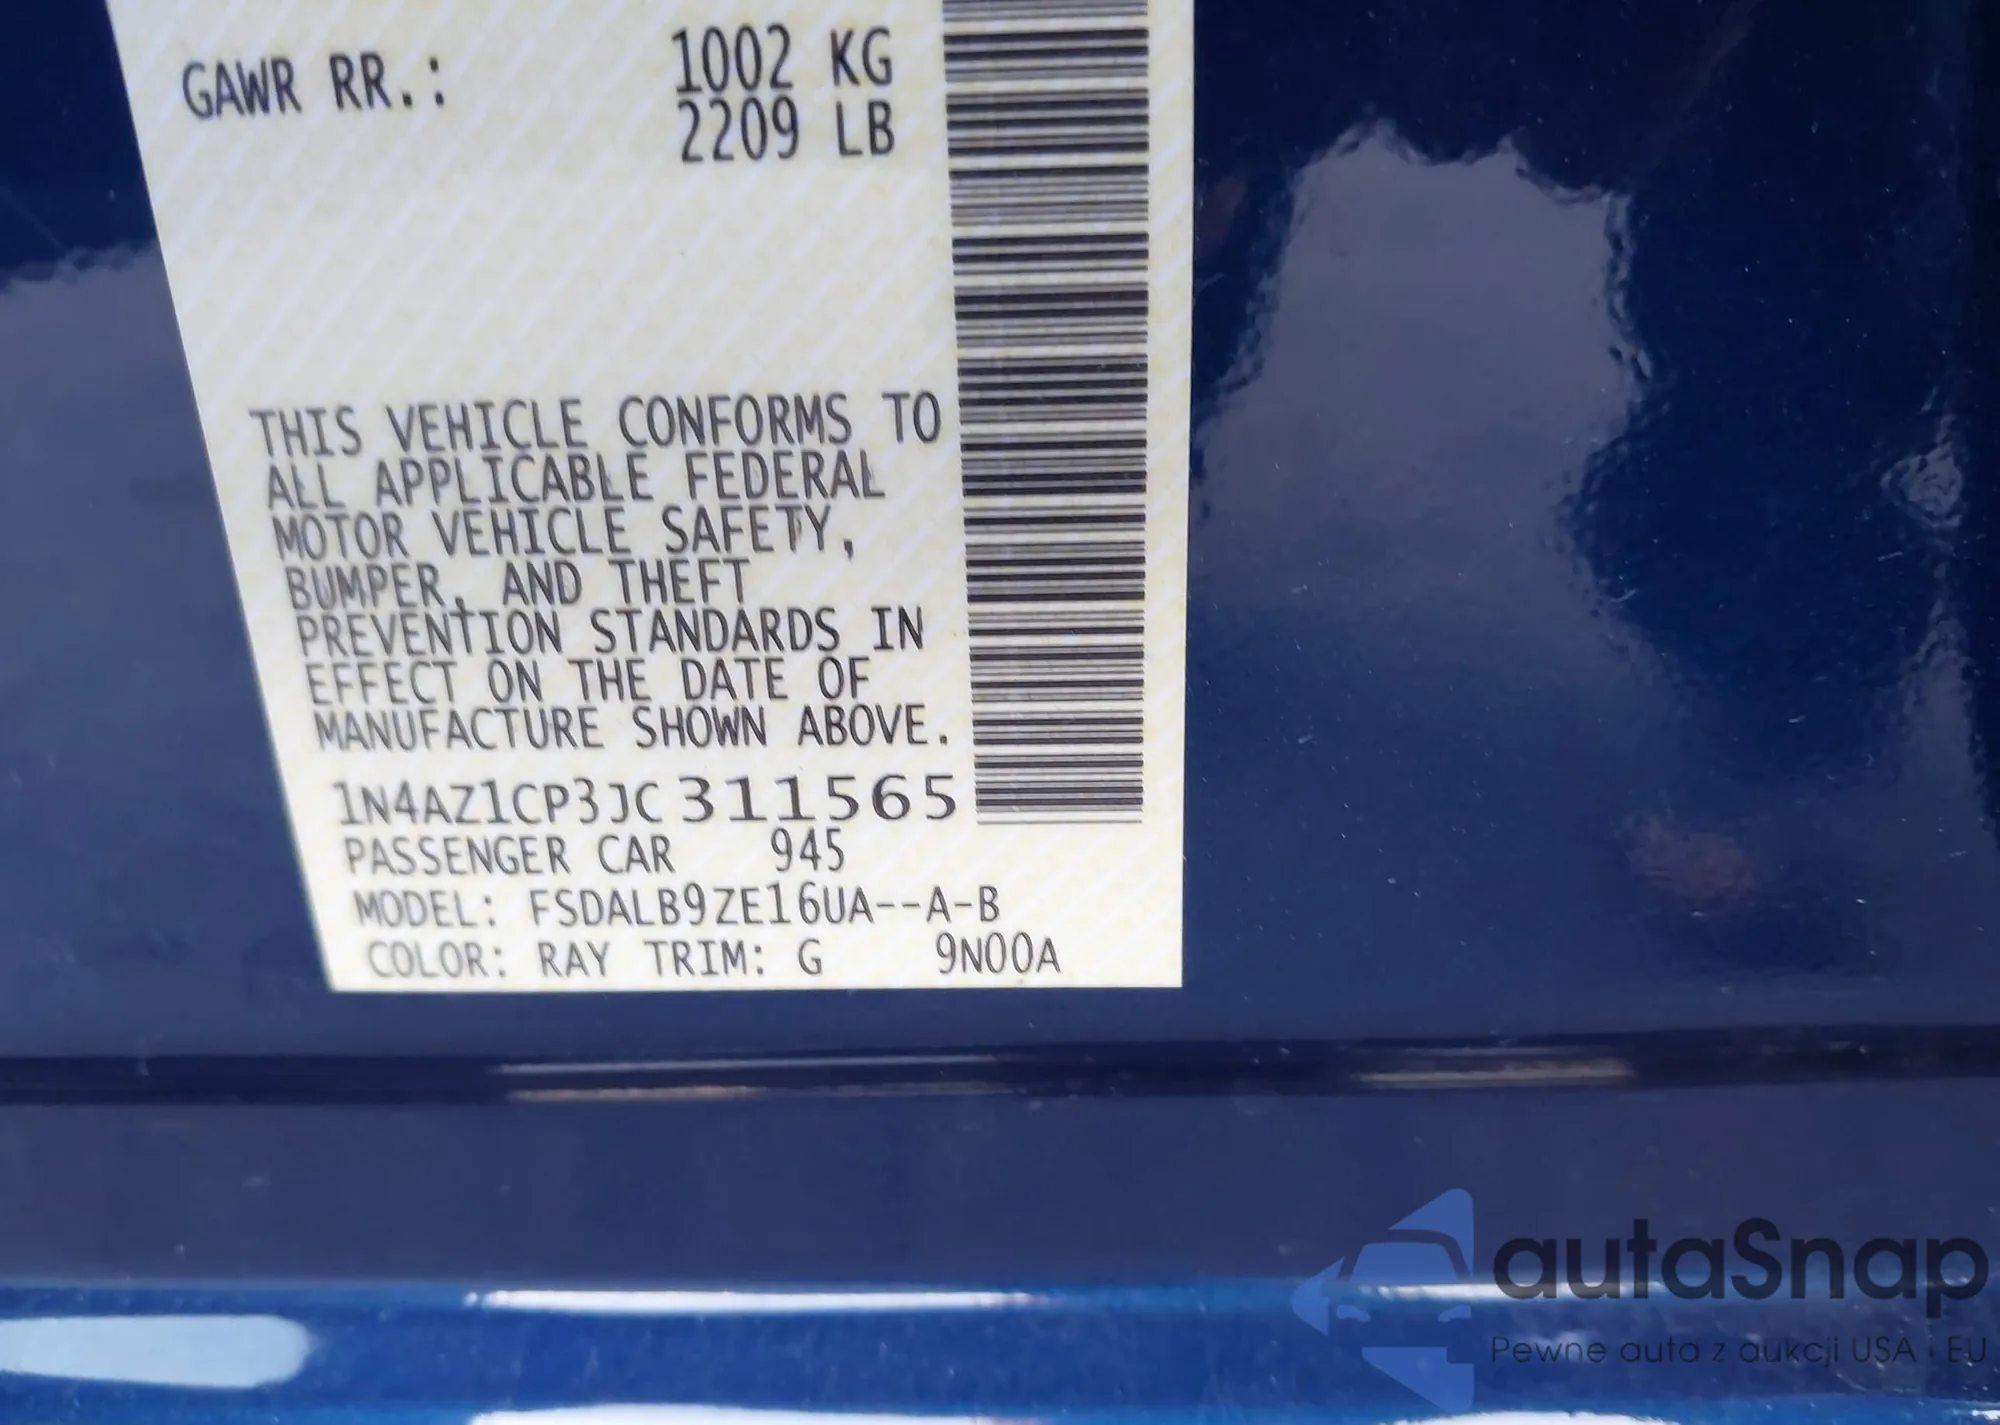 GAWR RR.: 1002 KG
2209 LB
THIS VEHICLE CONFORMS TO
ALL APPLICABLE FEDERAL
MOTOR VEHICLE SAFETY,
BUMPER, AND THEFT
PREVENTION STANDARDS IN
EFFECT ON THE DATE OF
MANUFACTURE SHOWN ABOVE.
1N4AZ1CP3JC311565
PASSENGER CAR 945
MODEL: FSDALB9ZE16UA--A-B
COLOR: RAY TRIM: G 9N00A
autaSnap
Pewne auta z aukcji USA i EU